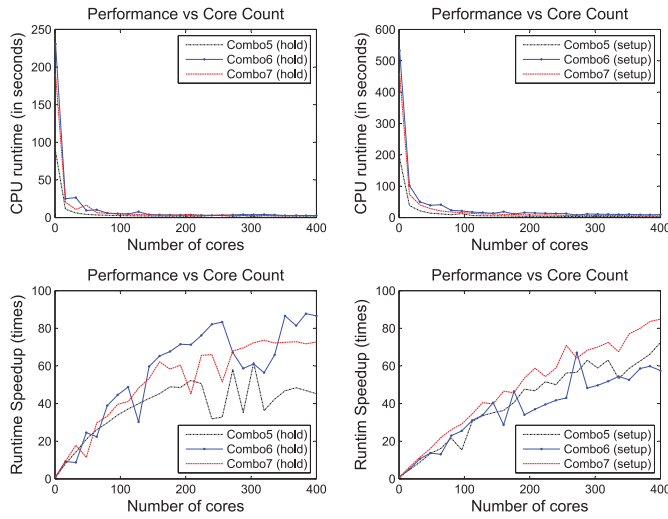 Performance vs Core Count
250
200
150
100
50
0
0 100 200 300 400
CPU runtime (in seconds)
Number of cores
Combo5 (hold)
Combo6 (hold)
Combo7 (hold)
Performance vs Core Count
600
500
400
300
200
100
0
0 100 200 300 400
CPU runtime (in seconds)
Number of cores
Combo5 (setup)
Combo6 (setup)
Combo7 (setup)
Performance vs Core Count
100
80
60
40
20
0
0 100 200 300 400
Runtime Speedup (times)
Number of cores
Combo5 (hold)
Combo6 (hold)
Combo7 (hold)
Performance vs Core Count
100
80
60
40
20
0
0 100 200 300 400
Runtim Speedup (times)
Number of cores
Combo5 (setup)
Combo6 (setup)
Combo7 (setup)